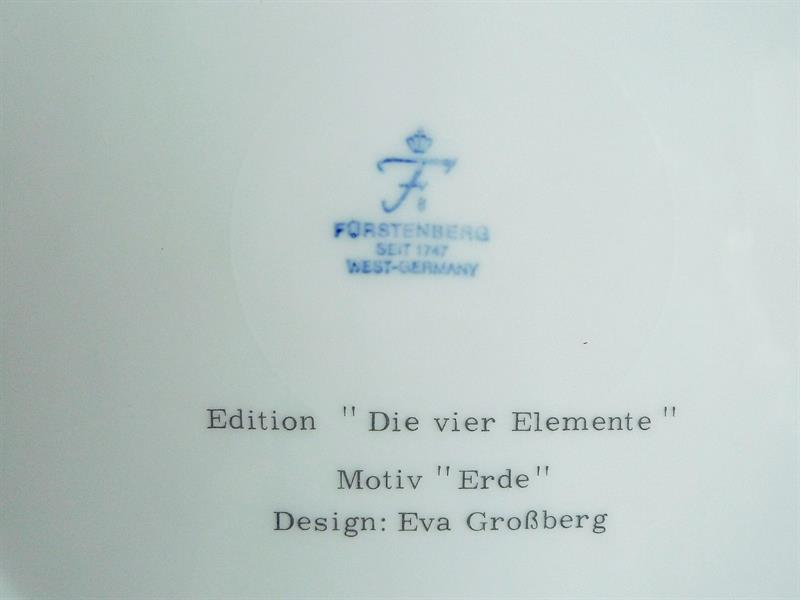 F
FÜRSTENBERG
SEIT 1747
WEST-GERMANY
Edition "Die vier Elemente"
Motiv "Erde"
Design: Eva Großberg